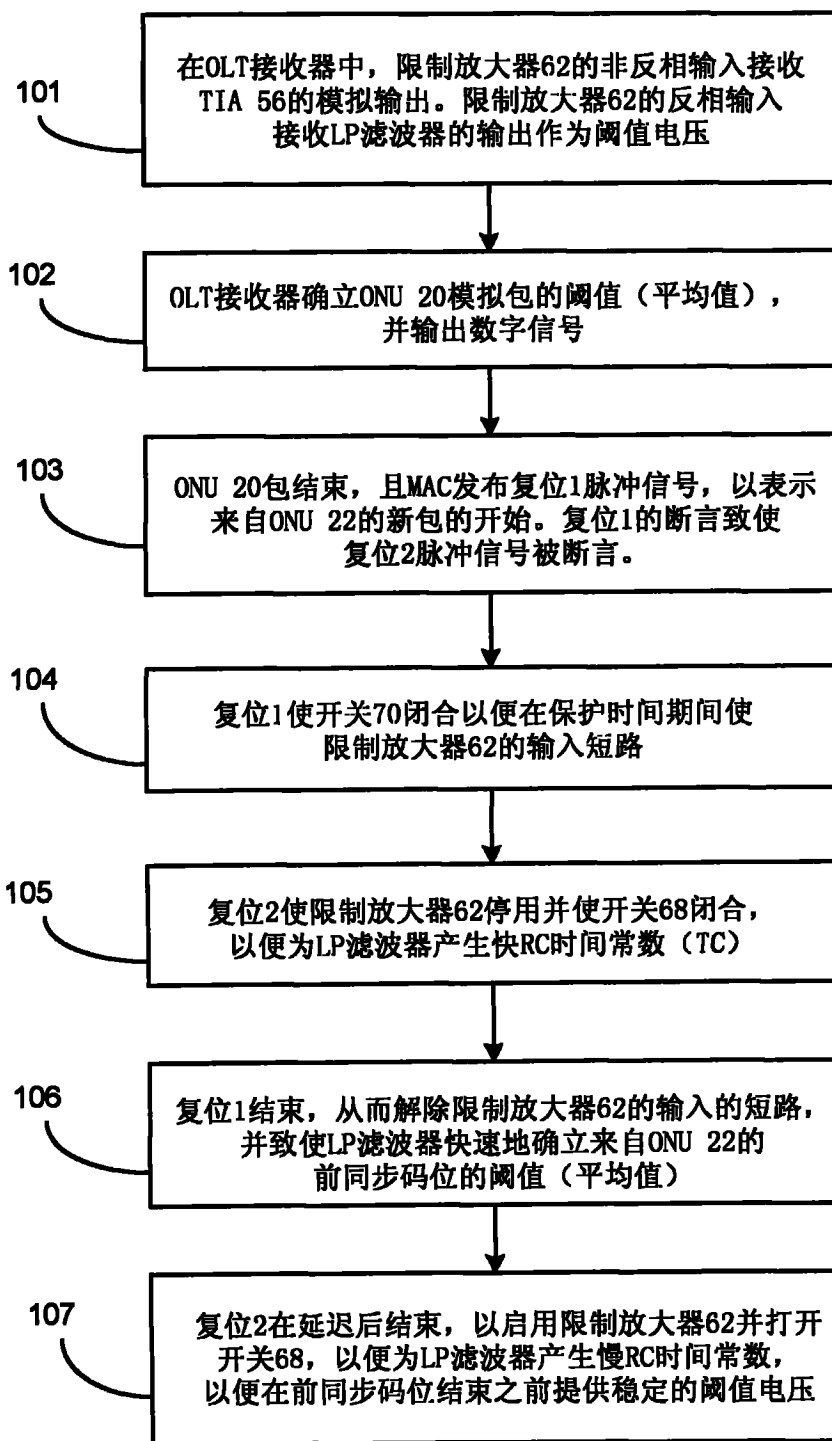 101
在OLT接收器中，限制放大器62的非反相输入接收
TIA 56的模拟输出。限制放大器62的反相输入
接收LP滤波器的输出作为阈值电压
102
OLT接收器确立ONU 20模拟包的阈值（平均值），
并输出数字信号
103
ONU 20包结束，且MAC发布复位1脉冲信号，以表示
来自ONU 22的新包的开始。复位1的断言致使
复位2脉冲信号被断言。
104
复位1使开关70闭合以便在保护时间期间使
限制放大器62的输入短路
105
复位2使限制放大器62停用并使开关68闭合，
以便为LP滤波器产生快RC时间常数（TC）
106
复位1结束，从而解除限制放大器62的输入的短路，
并致使LP滤波器快速地确立来自ONU 22的
前同步码位的阈值（平均值）
107
复位2在延迟后结束，以启用限制放大器62并打开
开关68，以便为LP滤波器产生慢RC时间常数，
以便在前同步码位结束之前提供稳定的阈值电压